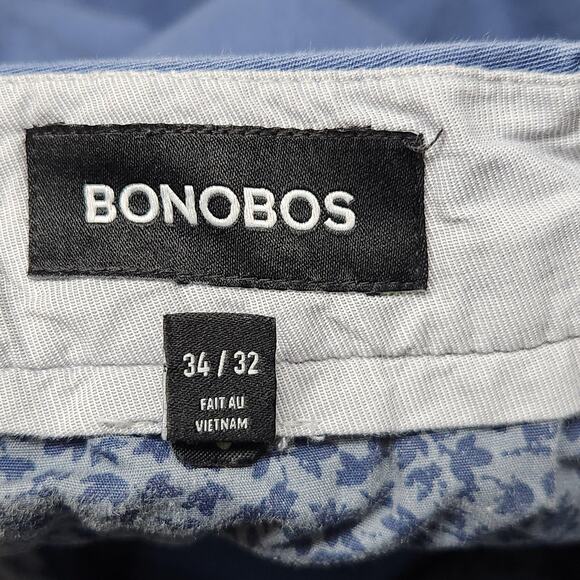 BONOBOS
34 / 32
FAIT AU
VIETNAM